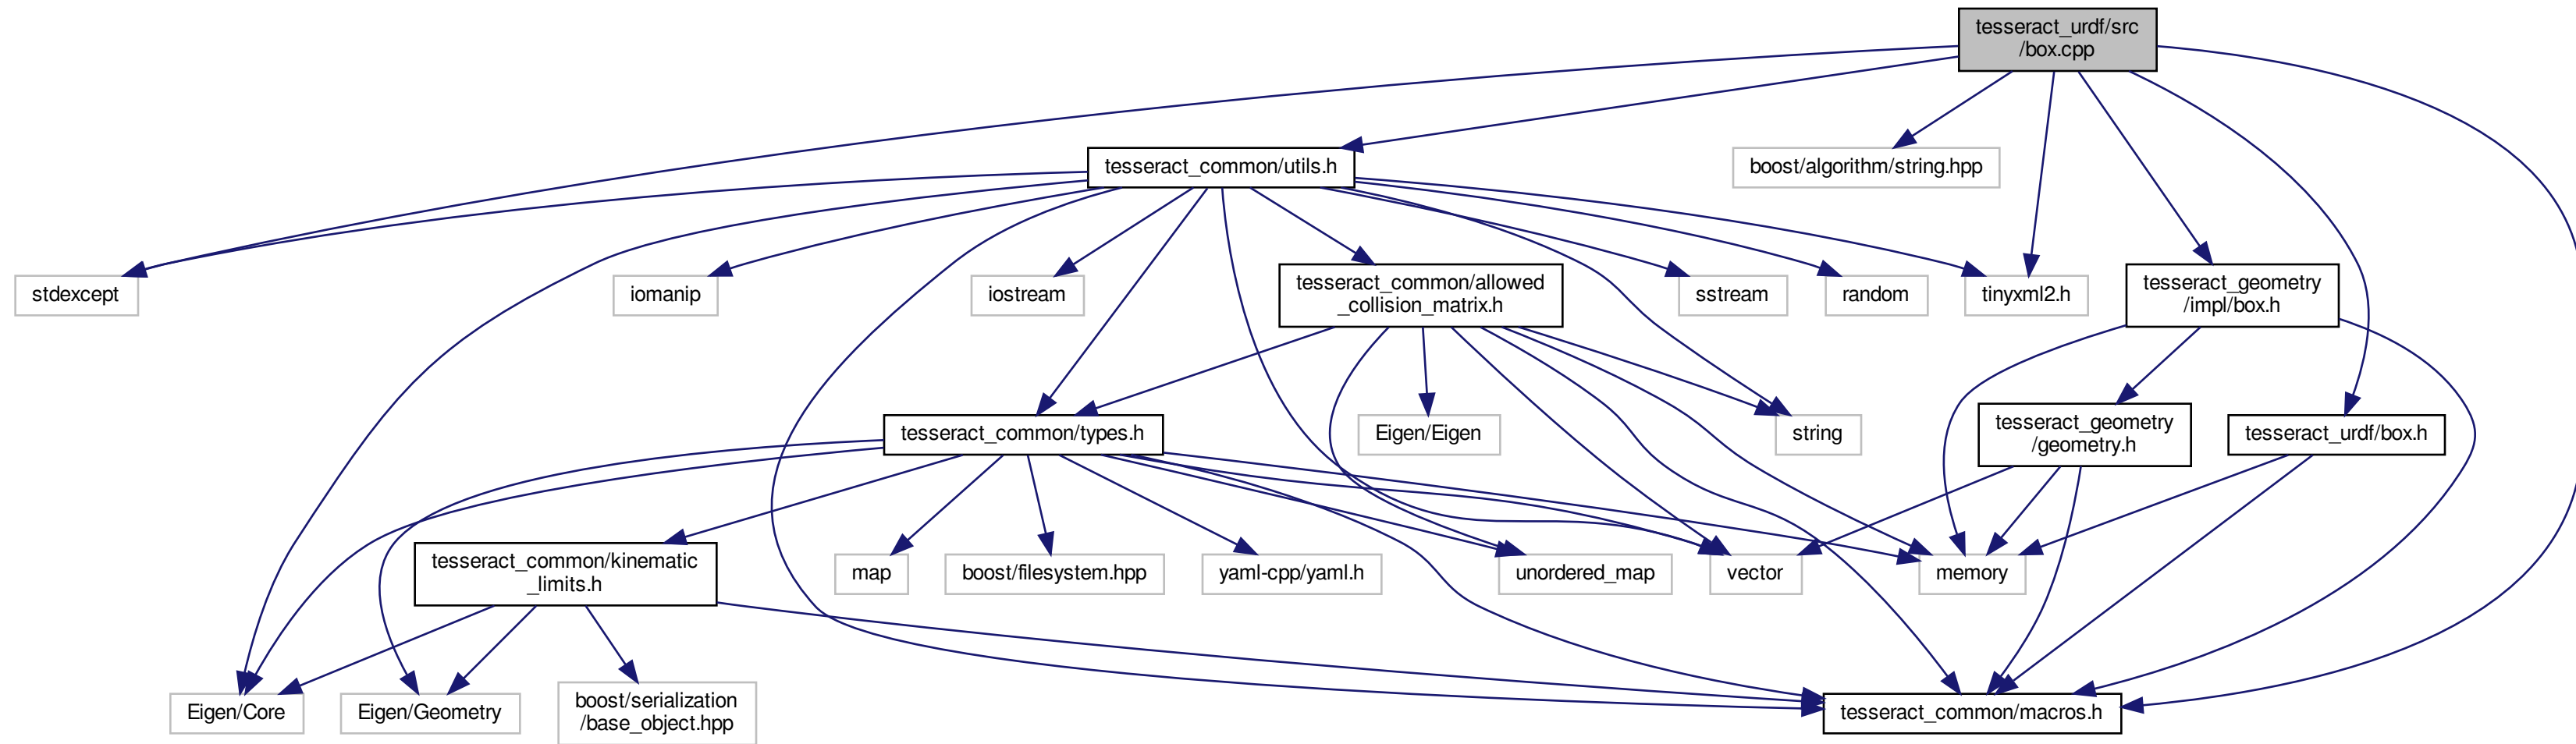 tesseract_urdf/src
/box.cpp
tesseract_common/utils.h
boost/algorithm/string.hpp
stdexcept
iomanip
iostream
tesseract_common/allowed
_collision_matrix.h
sstream
random
tinyxml2.h
tesseract_geometry
/impl/box.h
tesseract_common/types.h
Eigen/Eigen
string
tesseract_geometry
/geometry.h
tesseract_urdf/box.h
tesseract_common/kinematic
_limits.h
map
boost/filesystem.hpp
yaml-cpp/yaml.h
unordered_map
vector
memory
Eigen/Core
Eigen/Geometry
boost/serialization
/base_object.hpp
tesseract_common/macros.h